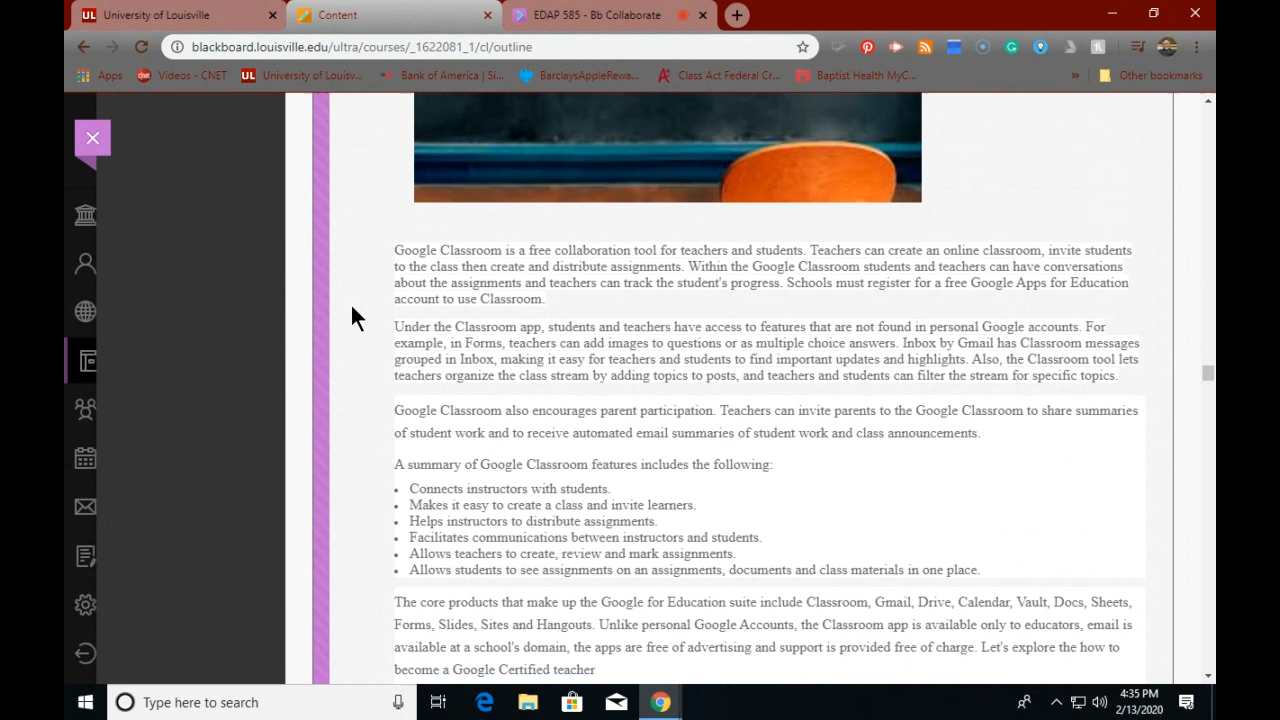 University of Louisville
Content
EDAP 585 - Bb Collaborate
blackboard.louisville.edu/ultra/courses/_1622081_1/cl/outline
Apps
Videos - CNET
University of Louisv...
Bank of America | Si...
BarclaysAppleRewa...
Class Act Federal Cr...
Baptist Health MyC...
»
Other bookmarks
Google Classroom is a free collaboration tool for teachers and students. Teachers can create an online classroom, invite students
to the class then create and distribute assignments. Within the Google Classroom students and teachers can have conversations
about the assignments and teachers can track the student's progress. Schools must register for a free Google Apps for Education
account to use Classroom.
Under the Classroom app, students and teachers have access to features that are not found in personal Google accounts. For
example, in Forms, teachers can add images to questions or as multiple choice answers. Inbox by Gmail has Classroom messages
grouped in Inbox, making it easy for teachers and students to find important updates and highlights. Also, the Classroom tool lets
teachers organize the class stream by adding topics to posts, and teachers and students can filter the stream for specific topics.
Google Classroom also encourages parent participation. Teachers can invite parents to the Google Classroom to share summaries
of student work and to receive automated email summaries of student work and class announcements.
A summary of Google Classroom features includes the following:
• Connects instructors with students.
• Makes it easy to create a class and invite learners.
• Helps instructors to distribute assignments.
• Facilitates communications between instructors and students.
• Allows teachers to create, review and mark assignments.
• Allows students to see assignments on an assignments, documents and class materials in one place.
The core products that make up the Google for Education suite include Classroom, Gmail, Drive, Calendar, Vault, Docs, Sheets,
Forms, Slides, Sites and Hangouts. Unlike personal Google Accounts, the Classroom app is available only to educators, email is
available at a school's domain, the apps are free of advertising and support is provided free of charge. Let's explore the how to
become a Google Certified teacher
Type here to search
4:35 PM
2/13/2020